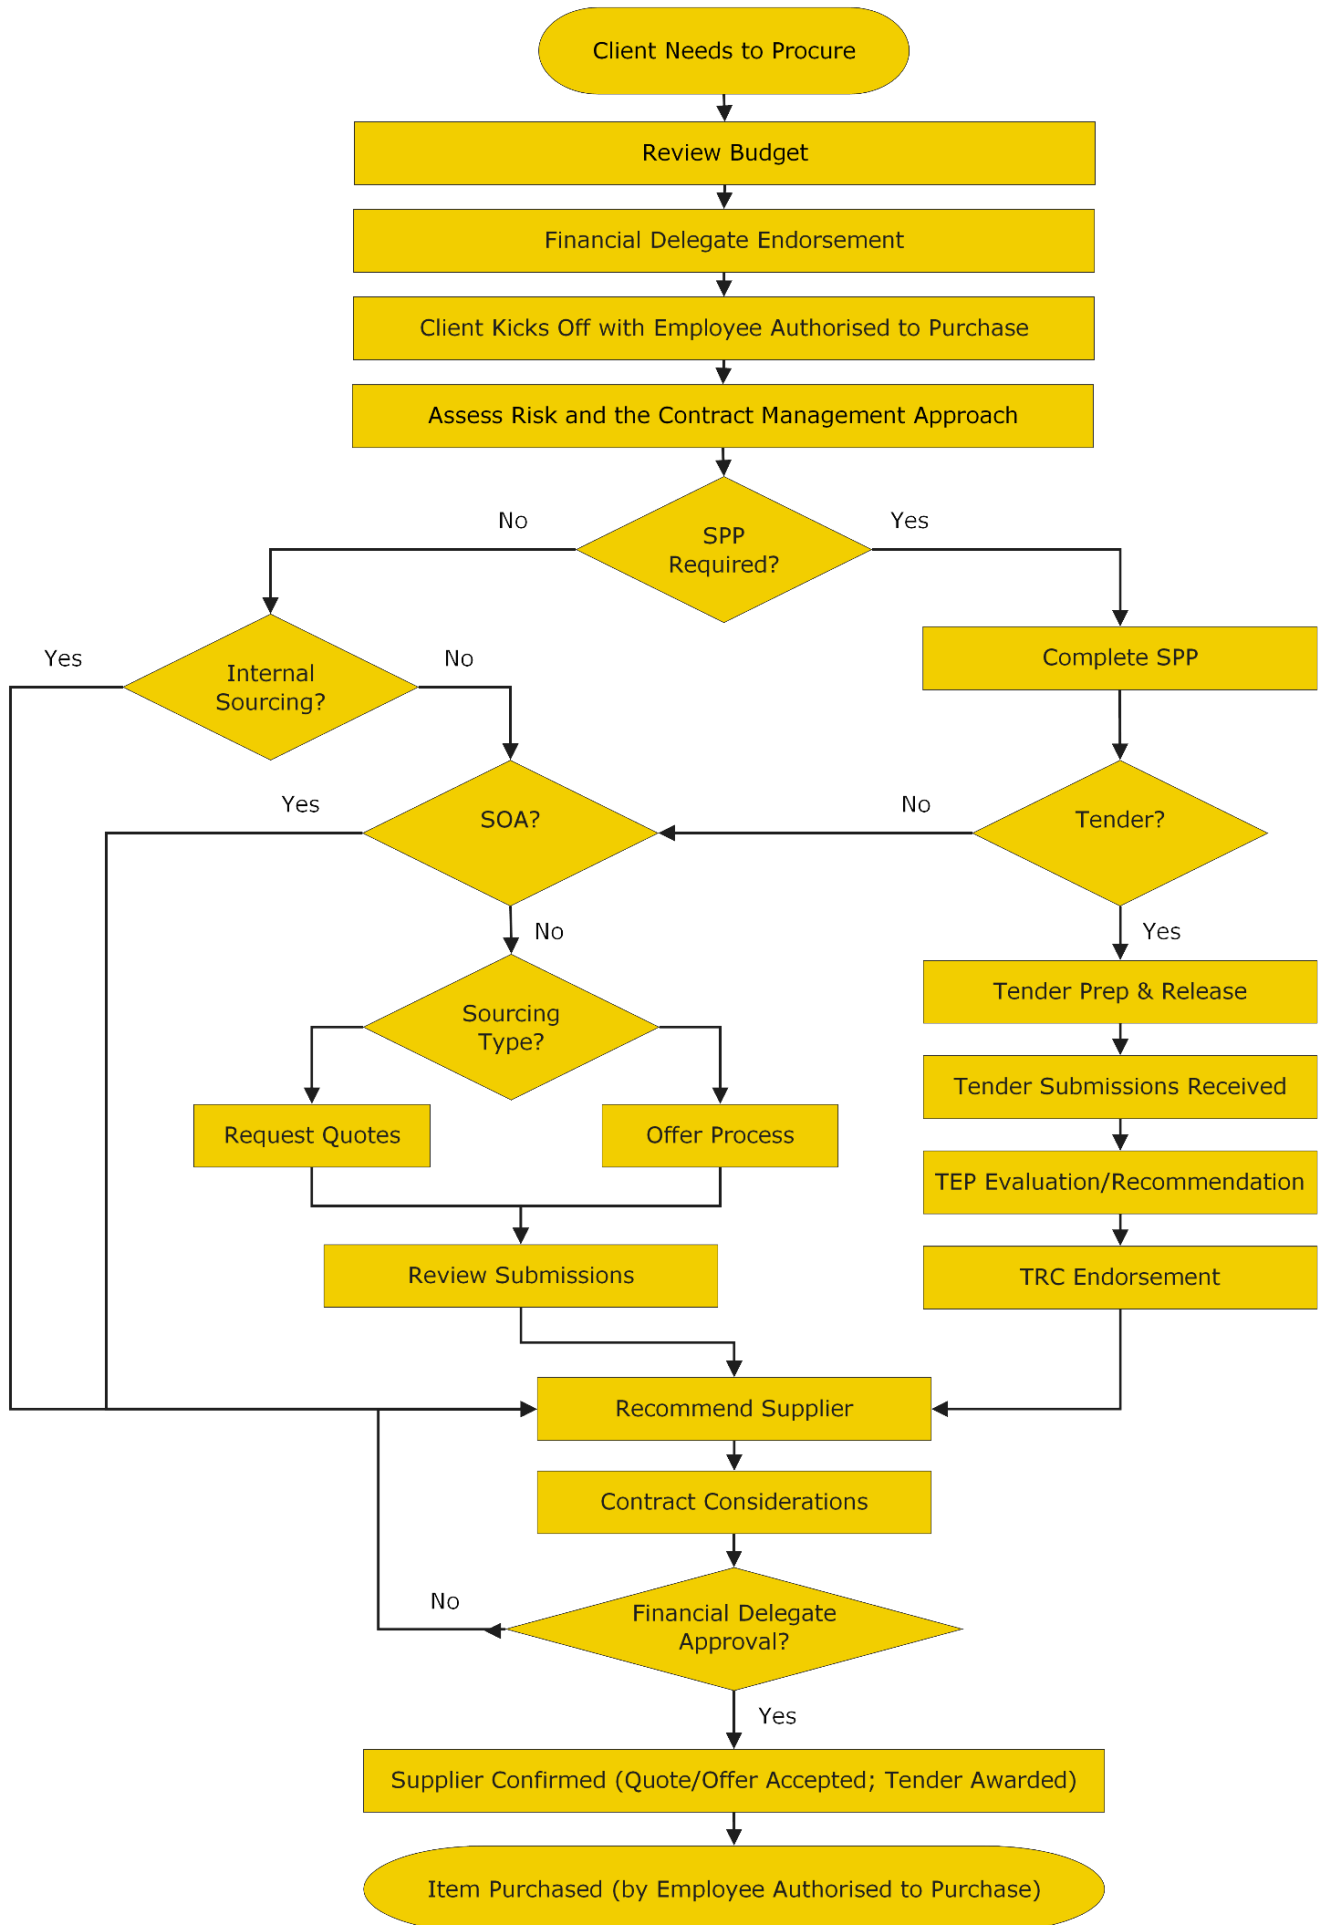 Client Needs to Procure
Review Budget
Financial Delegate Endorsement
Client Kicks Off with Employee Authorised to Purchase
Assess Risk and the Contract Management Approach
No
Yes
SPP
Required?
Yes
No
Internal
Sourcing?
Complete SPP
Yes
SOA?
No
Tender?
No
Yes
Sourcing
Type?
Tender Prep & Release
Tender Submissions Received
Request Quotes
Offer Process
TEP Evaluation/Recommendation
Review Submissions
TRC Endorsement
Recommend Supplier
Contract Considerations
No
Financial Delegate
Approval?
Yes
Supplier Confirmed (Quote/Offer Accepted; Tender Awarded)
Item Purchased (by Employee Authorised to Purchase)